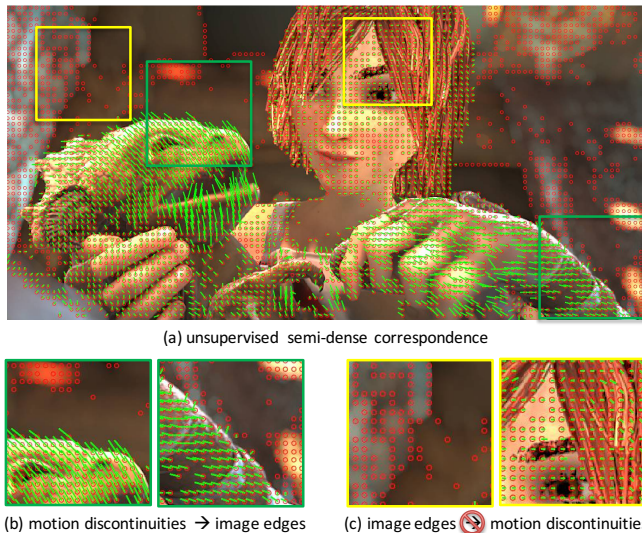 (a) unsupervised semi-dense correspondence
(b) motion discontinuities → image edges
(c) image edges → motion discontinuitie